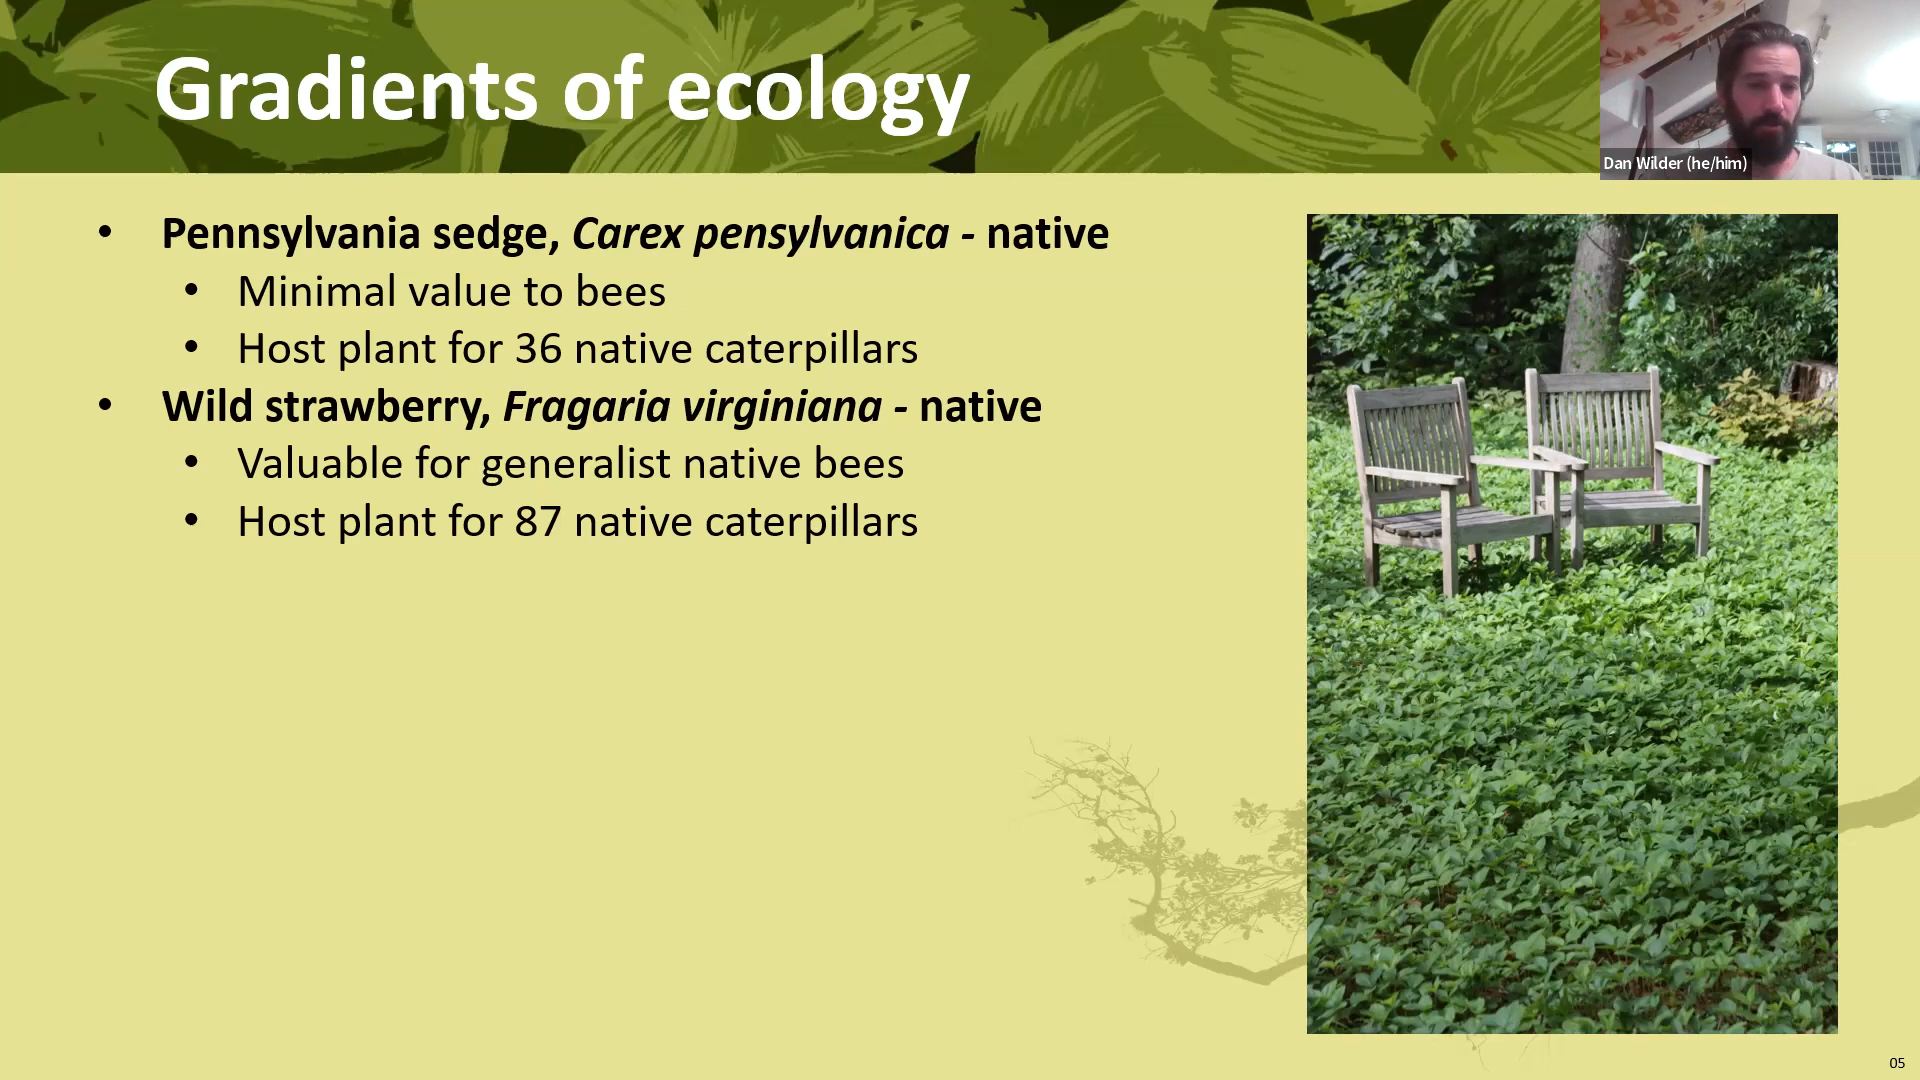 Gradients of ecology
Dan Wilder (he/him)
• Pennsylvania sedge, Carex pensylvanica - native
• Minimal value to bees
• Host plant for 36 native caterpillars
• Wild strawberry, Fragaria virginiana - native
• Valuable for generalist native bees
• Host plant for 87 native caterpillars
05